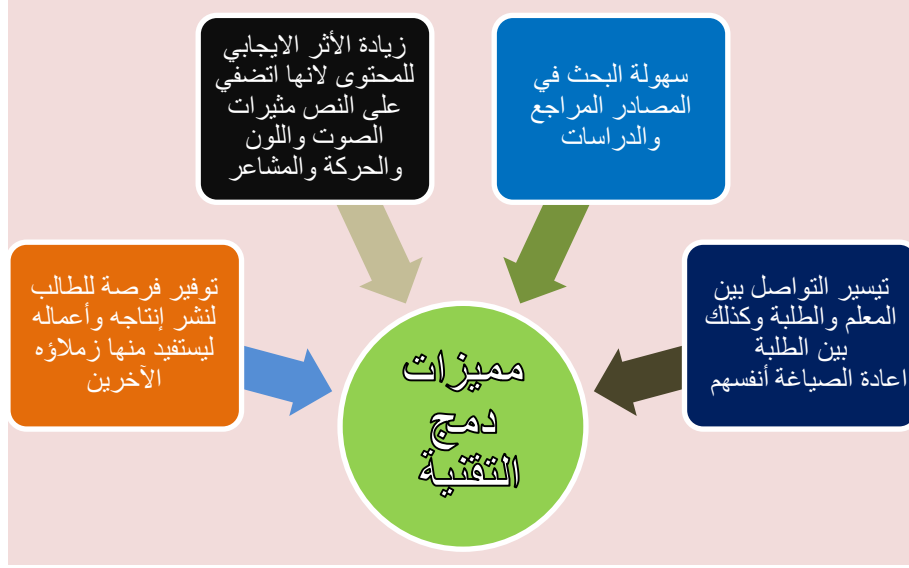 سهولة البحث في
المصادر المراجع
والدراسات
زيادة الأثر الايجابي
للمحتوى لانها اتضفي
على النص مثيرات
الصوت واللون
والحركة والمشاعر
تيسير التواصل بين
المعلم والطلبة وكذلك
بين الطلبة
اعادة الصياغة أنفسهم
توفير فرصة للطالب
لنشر إنتاجه وأعماله
ليستفيد منها زملاؤه
الآخرين
مميزات
دمج
التقنية